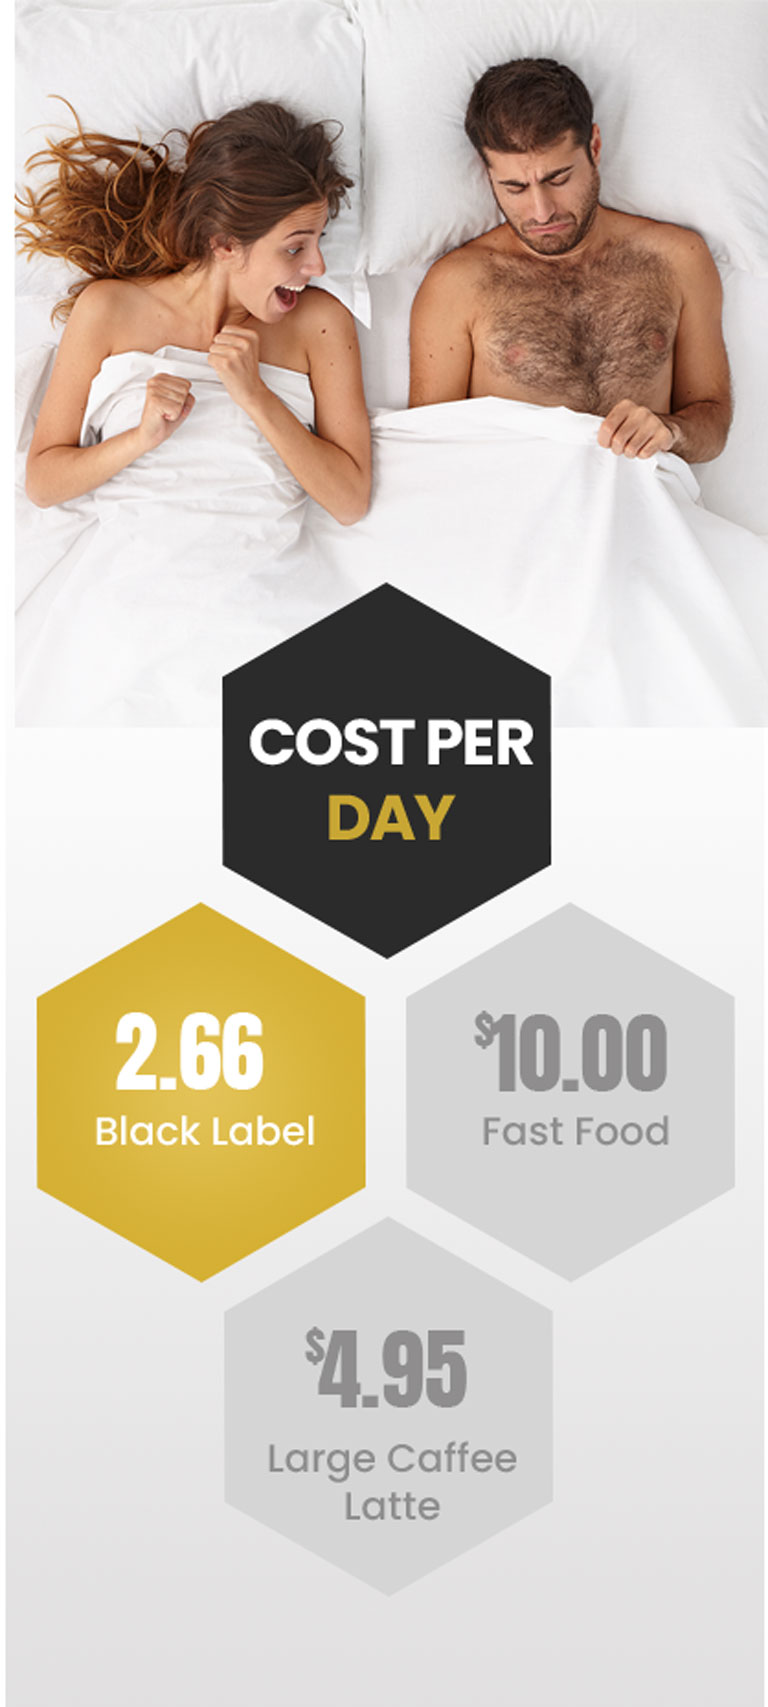 COST PER
DAY
2.66
Black Label
$10.00
Fast Food
$4.95
Large Caffee
Latte